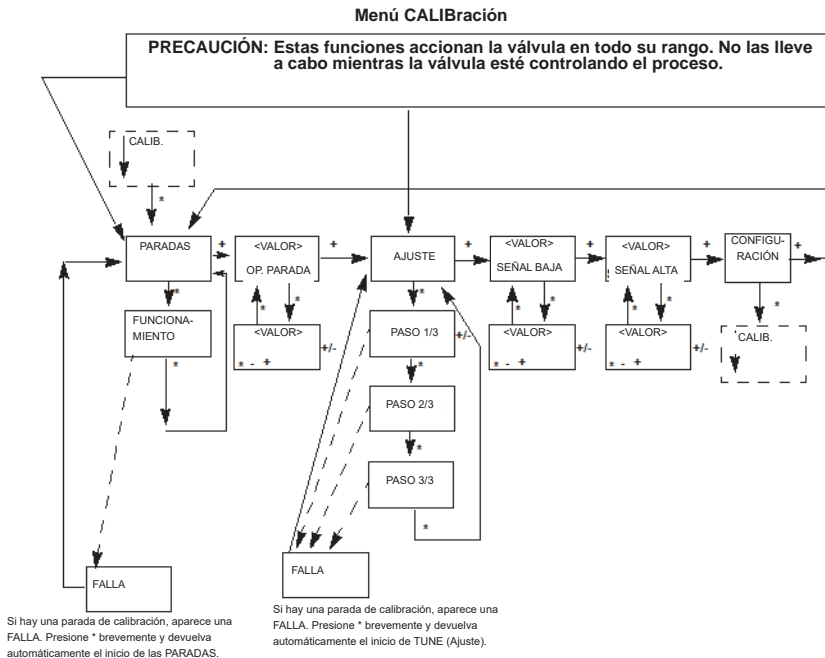 Menú CALIBración
PRECAUCIÓN: Estas funciones accionan la válvula en todo su rango. No las lleve
a cabo mientras la válvula esté controlando el proceso.
CALIB.
*
PARADAS
+
<VALOR>
OP. PARADA
+
AJUSTE
+
<VALOR>
SEÑAL BAJA
+
<VALOR>
SEÑAL ALTA
+
CONFIGU-
RACIÓN
+
*
* *
*
* *
* *
*
FUNCIONA-
MIENTO
*
<VALOR>
* - +
+/-
PASO 1/3
+/-
<VALOR>
* - +
+/-
<VALOR>
* - +
+/-
CALIB.
*
PASO 2/3
*
PASO 3/3
*
FALLA
FALLA
Si hay una parada de calibración, aparece una
FALLA. Presione * brevemente y devuelva
automáticamente el inicio de las PARADAS.
Si hay una parada de calibración, aparece una
FALLA. Presione * brevemente y devuelva
automáticamente el inicio de TUNE (Ajuste).